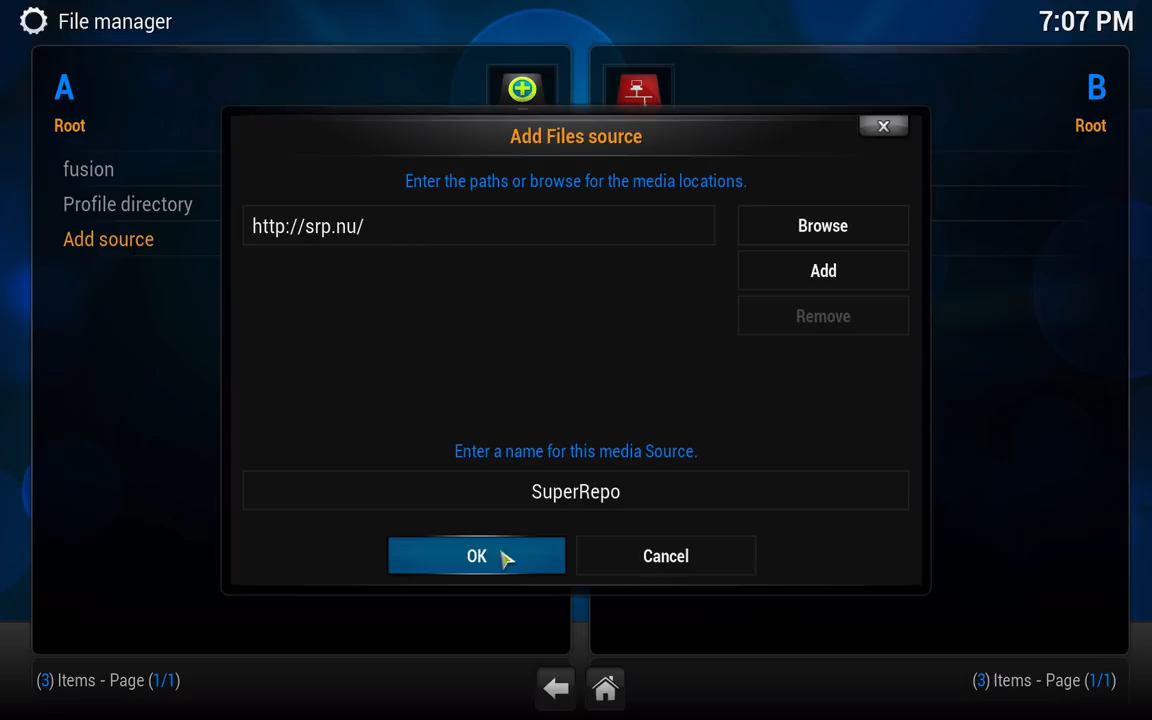 File manager
7:07 PM
A
B
Root
Root
Add Files source
X
Enter the paths or browse for the media locations.
fusion
Profile directory
Add source
http://srp.nu/
Browse
Add
Remove
Enter a name for this media Source.
SuperRepo
OK
Cancel
(3) Items - Page (1/1)
(3) Items - Page (1/1)